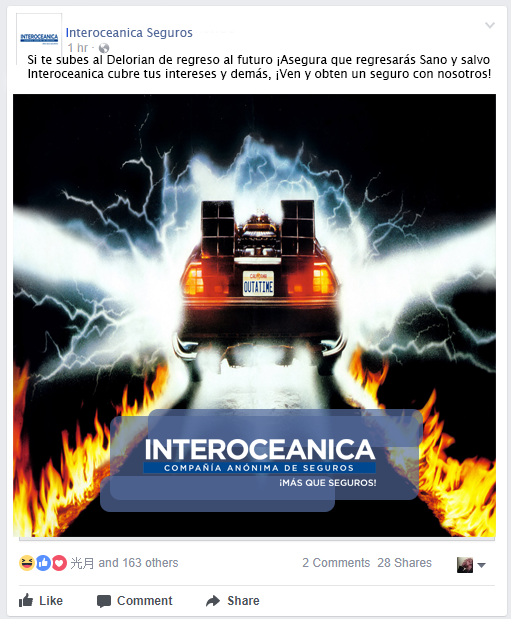 INTEROCEANICA
Interoceanica Seguros
1 hr ·
Si te subes al Delorian de regreso al futuro ¡Asegura que regresarás Sano y salvo
Interoceanica cubre tus intereses y demás, ¡Ven y obten un seguro con nosotros!
CALIFORNIA
OUTATIME
INTEROCEANICA
COMPAÑÍA ANÓNIMA DE SEGUROS
¡MÁS QUE SEGUROS!
光月 and 163 others
2 Comments 28 Shares
Like Comment Share